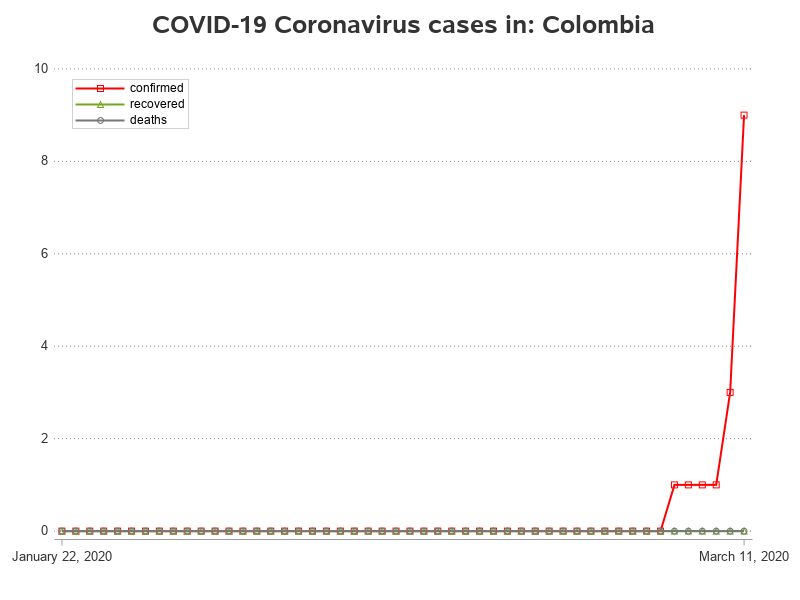 COVID-19 Coronavirus cases in: Colombia
10
confirmed
recovered
deaths
8
6
4
2
0
January 22, 2020
March 11, 2020